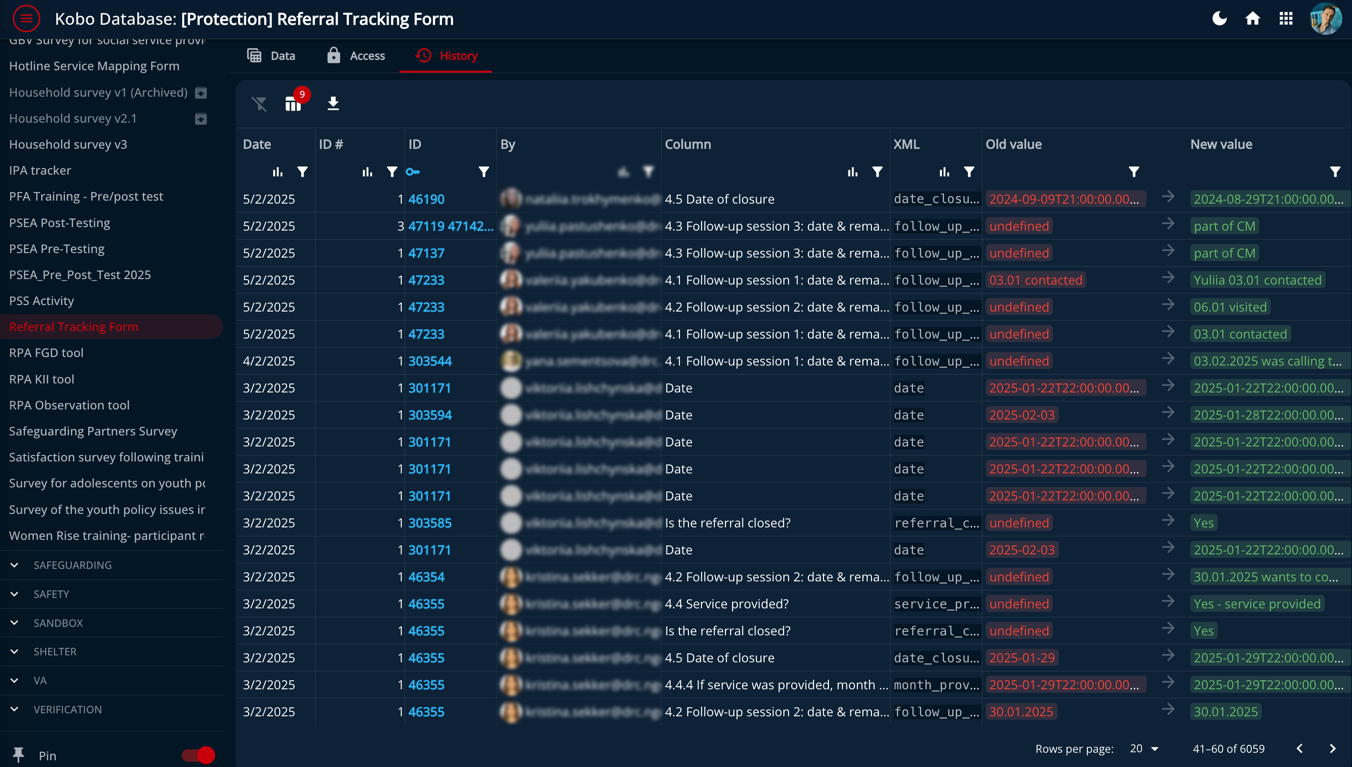 Kobo Database: [Protection] Referral Tracking Form
GBV Survey for social service provi
Hotline Service Mapping Form
Household survey v1 (Archived)
Household survey v2.1
Household survey v3
IPA tracker
PFA Training - Pre/post test
PSEA Post-Testing
PSEA Pre-Testing
PSEA_Pre_Post_Test 2025
PSS Activity
Referral Tracking Form
RPA FGD tool
RPA KII tool
RPA Observation tool
Safeguarding Partners Survey
Satisfaction survey following traini
Survey for adolescents on youth po
Survey of the youth policy issues in
Women Rise training- participant r
SAFEGUARDING
SAFETY
SANDBOX
SHELTER
VA
VERIFICATION
Pin
Data Access History
9
Date ID # ID By Column XML Old value New value
5/2/2025 1 46190 4.5 Date of closure date_closu... 2024-09-09T21:00:00.00... 2024-08-29T21:00:00.00...
5/2/2025 3 47119 47142... 4.3 Follow-up session 3: date & rema... follow_up_... undefined part of CM
5/2/2025 1 47137 4.3 Follow-up session 3: date & rema... follow_up_... undefined part of CM
5/2/2025 1 47233 4.1 Follow-up session 1: date & rema... follow_up_... 03.01 contacted Yuliia 03.01 contacted
5/2/2025 1 47233 4.2 Follow-up session 2: date & rema... follow_up_... undefined 06.01 visited
5/2/2025 1 47233 4.1 Follow-up session 1: date & rema... follow_up_... undefined 03.01 contacted
4/2/2025 1 303544 4.1 Follow-up session 1: date & rema... follow_up_... undefined 03.02.2025 was calling t...
3/2/2025 1 301171 Date date 2025-01-22T22:00:00.00... 2025-01-22T22:00:00.00...
3/2/2025 1 303594 Date date 2025-02-03 2025-01-28T22:00:00.00...
3/2/2025 1 301171 Date date 2025-01-22T22:00:00.00... 2025-01-22T22:00:00.00...
3/2/2025 1 301171 Date date 2025-01-22T22:00:00.00... 2025-01-22T22:00:00.00...
3/2/2025 1 301171 Date date 2025-01-22T22:00:00.00... 2025-01-22T22:00:00.00...
3/2/2025 1 303585 Is the referral closed? referral_c... undefined Yes
3/2/2025 1 301171 Date date 2025-02-03 2025-01-22T22:00:00.00...
3/2/2025 1 46354 4.2 Follow-up session 2: date & rema... follow_up_... undefined 30.01.2025 wants to co...
3/2/2025 1 46355 4.4 Service provided? service_pr... undefined Yes - service provided
3/2/2025 1 46355 Is the referral closed? referral_c... undefined Yes
3/2/2025 1 46355 4.5 Date of closure date_closu... 2025-01-29 2025-01-29T22:00:00.00...
3/2/2025 1 46355 4.4.4 If service was provided, month ... month_prov... 2025-01-29T22:00:00.00... 2025-01-29T22:00:00.00...
3/2/2025 1 46355 4.2 Follow-up session 2: date & rema... follow_up_... 30.01.2025 30.01.2025
Rows per page: 20 41–60 of 6059